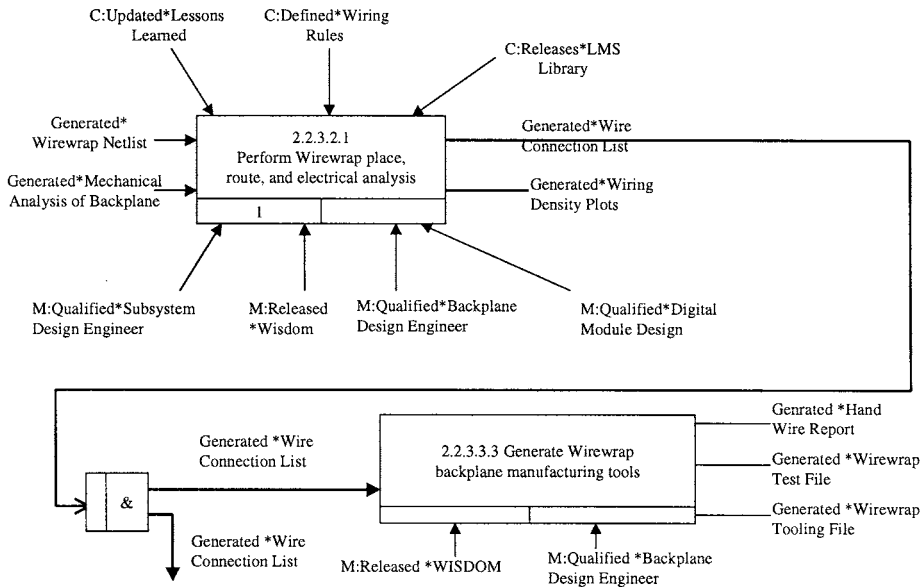 C:Updated*Lessons
Learned
C:Defined*Wiring
Rules
C:Releases*LMS
Library
Generated*
Wirewrap Netlist
Generated*Mechanical
Analysis of Backplane
2.2.3.2.1
Perform Wirewrap place,
route, and electrical analysis
1
Generated*Wire
Connection List
Generated*Wiring
Density Plots
M:Qualified*Subsystem
Design Engineer
M:Released
*Wisdom
M:Qualified*Backplane
Design Engineer
M:Qualified*Digital
Module Design
Generated *Wire
Connection List
&
Generated *Wire
Connection List
2.2.3.3.3 Generate Wirewrap
backplane manufacturing tools
Genrated *Hand
Wire Report
Generated *Wirewrap
Test File
Generated *Wirewrap
Tooling File
M:Released *WISDOM
M:Qualified *Backplane
Design Engineer